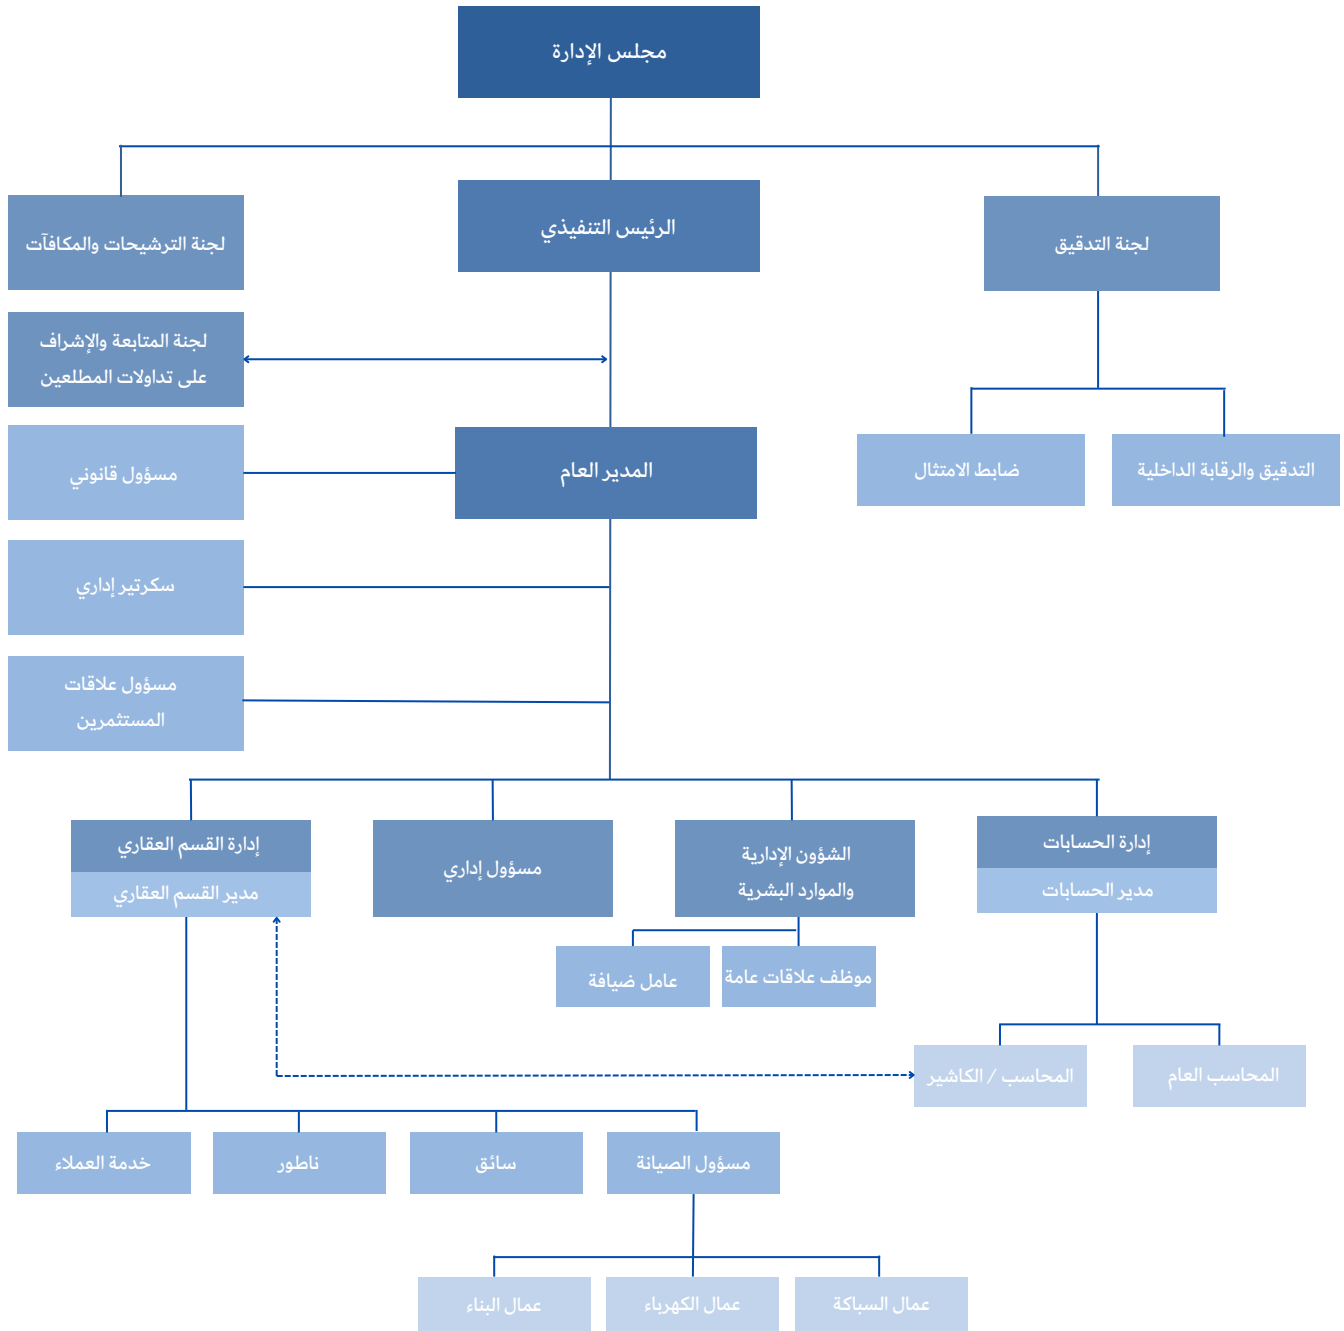 مجلس الإدارة
الرئيس التنفيذي
لجنة التدقيق
لجنة الترشيحات والمكافآت
لجنة المتابعة والإشراف
على تداولات المطلعين
المدير العام
التدقيق والرقابة الداخلية
ضابط الامتثال
مسؤول قانوني
سكرتير إداري
مسؤول علاقات
المستثمرين
إدارة الحسابات
مدير الحسابات
الشؤون الإدارية
والموارد البشرية
مسؤول إداري
إدارة القسم العقاري
مدير القسم العقاري
موظف علاقات عامة
عامل ضيافة
المحاسب العام
المحاسب / الكاشير
مسؤول الصيانة
سائق
ناطور
خدمة العملاء
عمال السباكة
عمال الكهرباء
عمال البناء